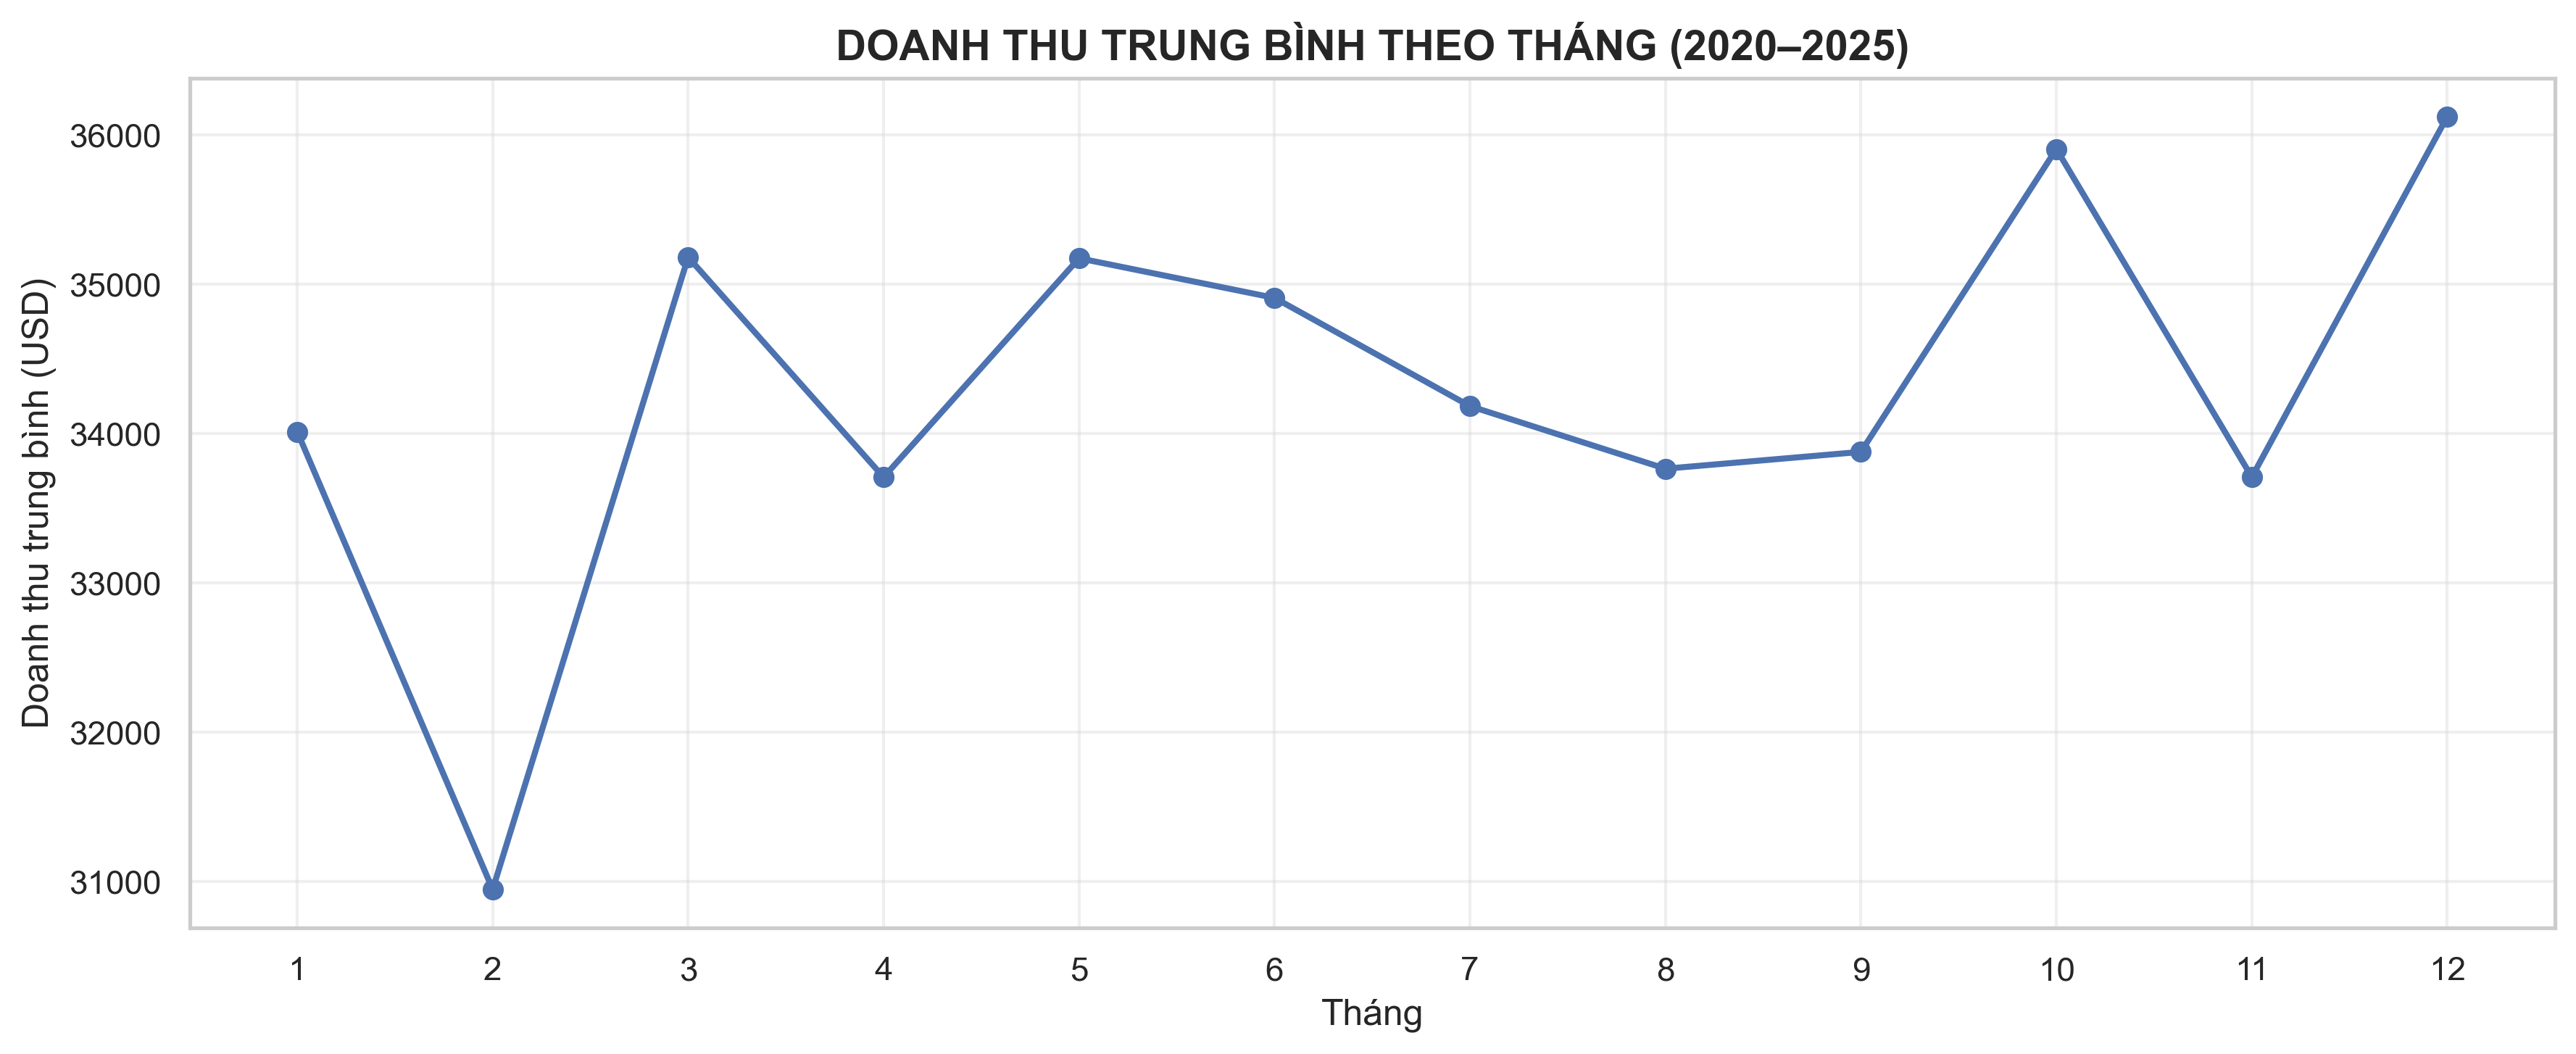 DOANH THU TRUNG BÌNH THEO THÁNG (2020–2025)
Doanh thu trung bình (USD)
36000
35000
34000
33000
32000
31000
1 2 3 4 5 6 7 8 9 10 11 12
Tháng